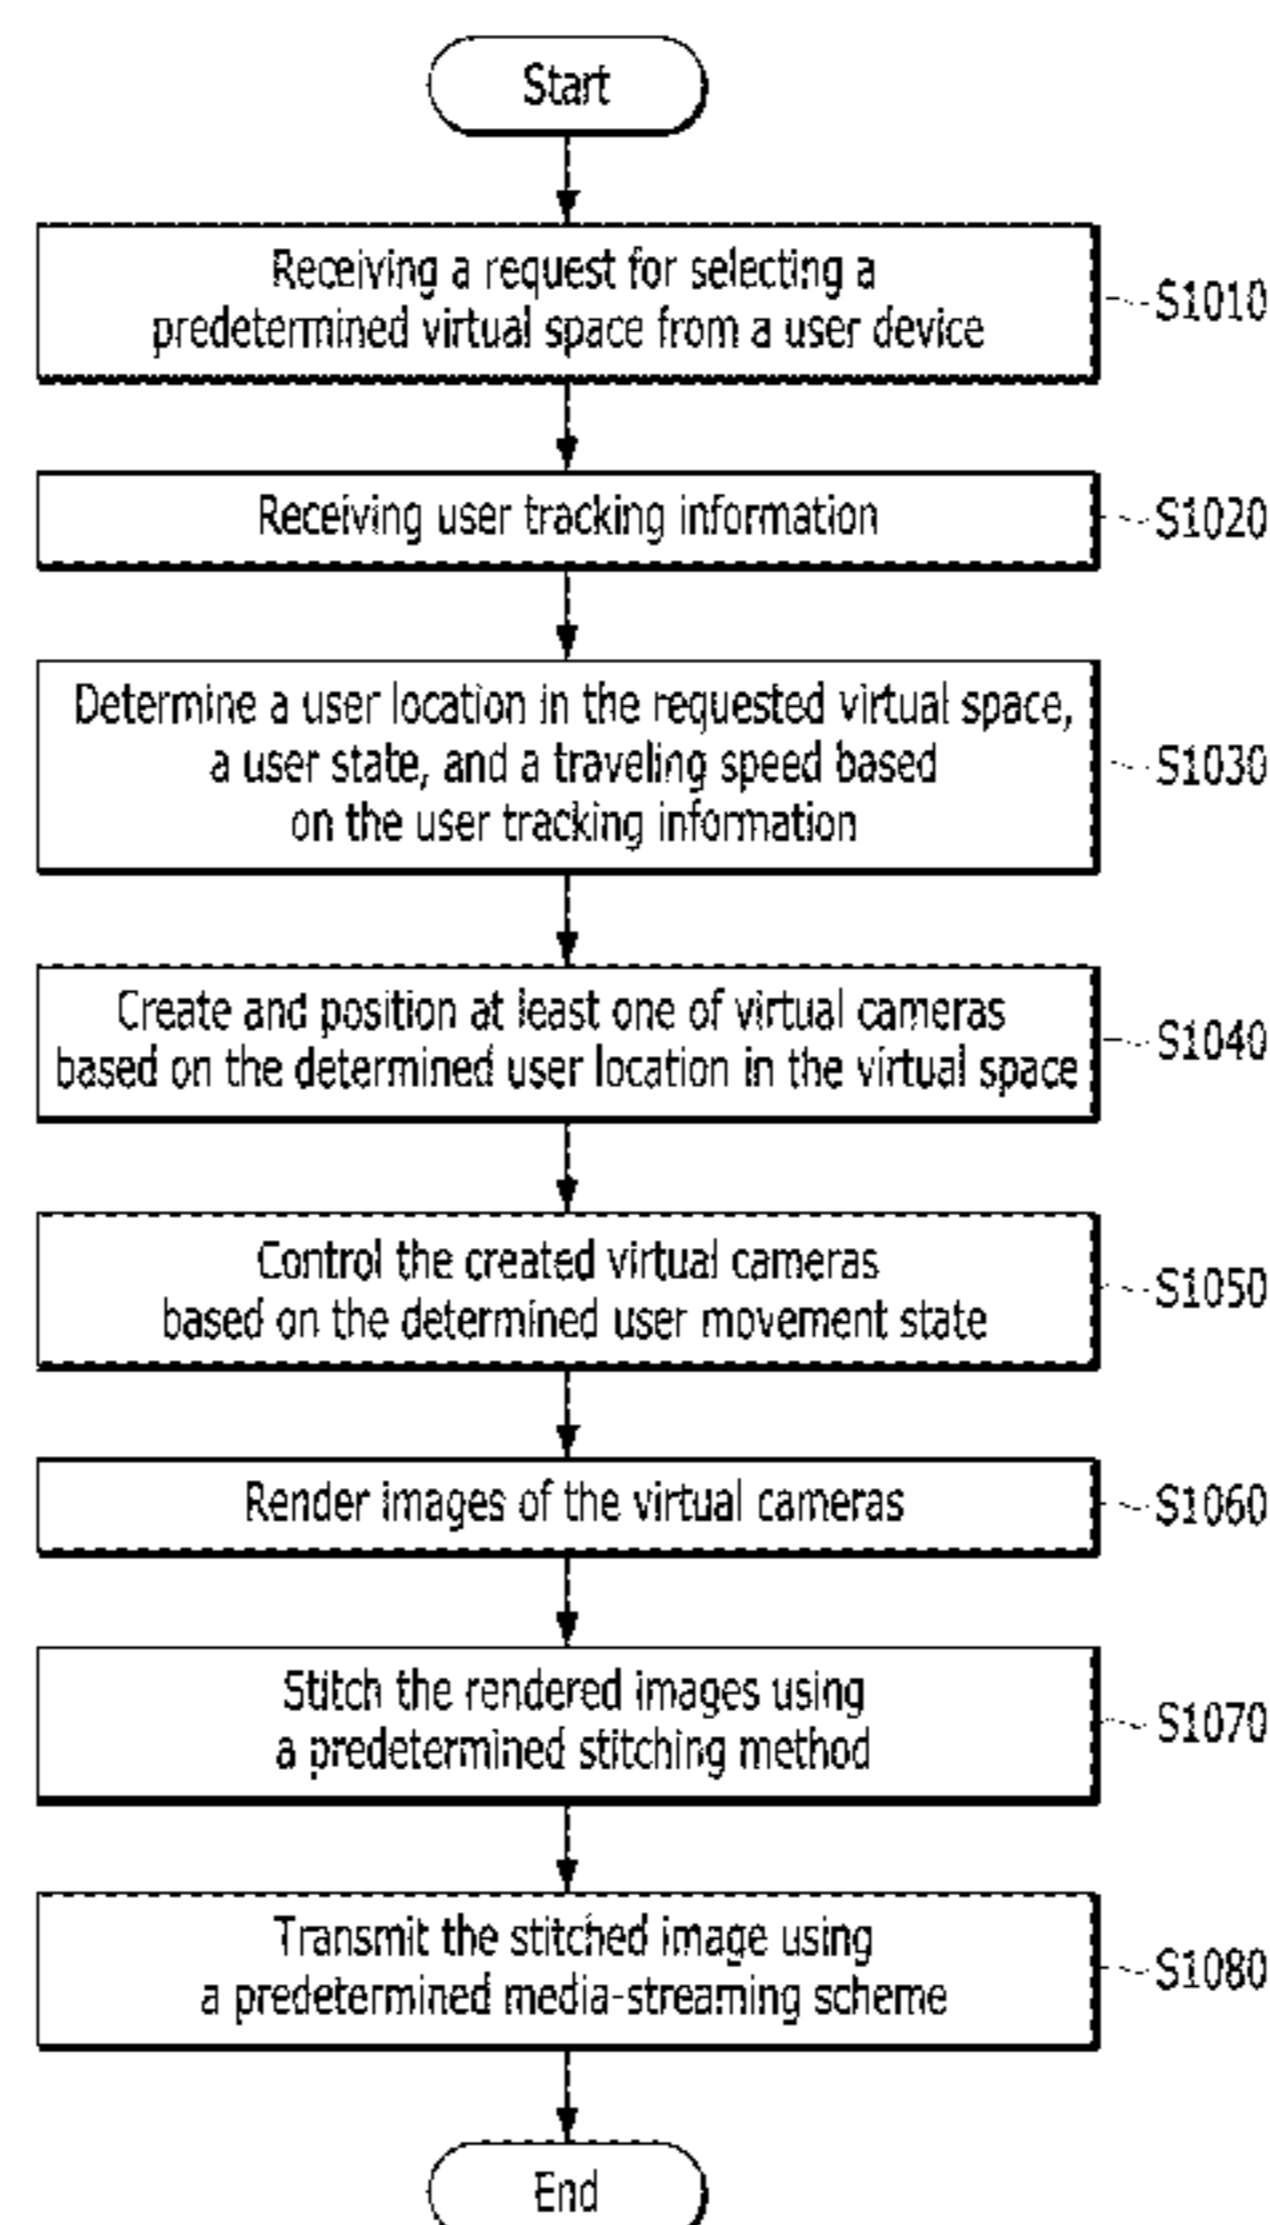 Start
Receiving a request for selecting a
predetermined virtual space from a user device
S1010
Receiving user tracking information
S1020
Determine a user location in the requested virtual space,
a user state, and a traveling speed based
on the user tracking information
S1030
Create and position at least one of virtual cameras
based on the determined user location in the virtual space
S1040
Control the created virtual cameras
based on the determined user movement state
S1050
Render images of the virtual cameras
S1060
Stitch the rendered images using
a predetermined stitching method
S1070
Transmit the stitched image using
a predetermined media-streaming scheme
S1080
End